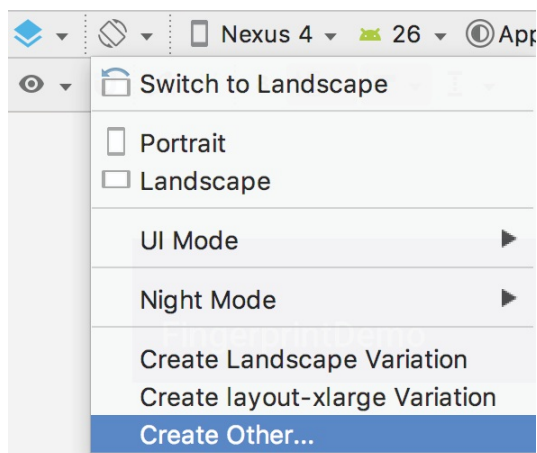 Nexus 4 26 App
Switch to Landscape
Portrait
Landscape
UI Mode
Night Mode
FingerprintDemo
Create Landscape Variation
Create layout-xlarge Variation
Create Other...